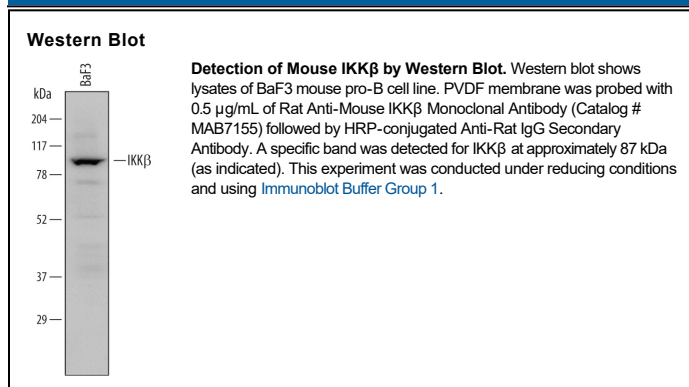 Western Blot
BaF3
kDa
204
117
78
52
37
29
IKKβ
Detection of Mouse IKKβ by Western Blot. Western blot shows
lysates of BaF3 mouse pro-B cell line. PVDF membrane was probed with
0.5 µg/mL of Rat Anti-Mouse IKKβ Monoclonal Antibody (Catalog #
MAB7155) followed by HRP-conjugated Anti-Rat IgG Secondary
Antibody. A specific band was detected for IKKβ at approximately 87 kDa
(as indicated). This experiment was conducted under reducing conditions
and using Immunoblot Buffer Group 1.